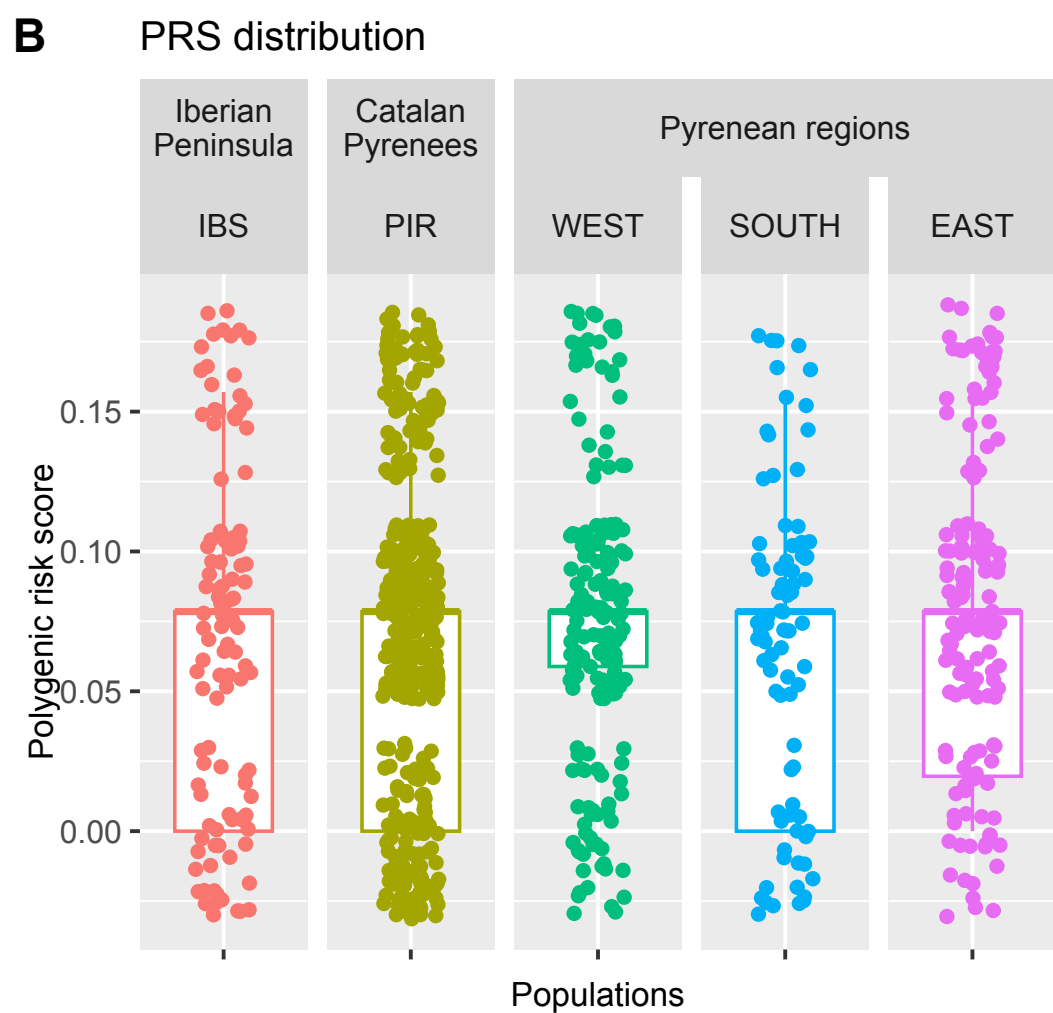 B PRS distribution
Iberian
Peninsula
Catalan
Pyrenees
Pyrenean regions
IBS
PIR
WEST
SOUTH
EAST
0.15
0.10
0.05
0.00
Polygenic risk score
Populations